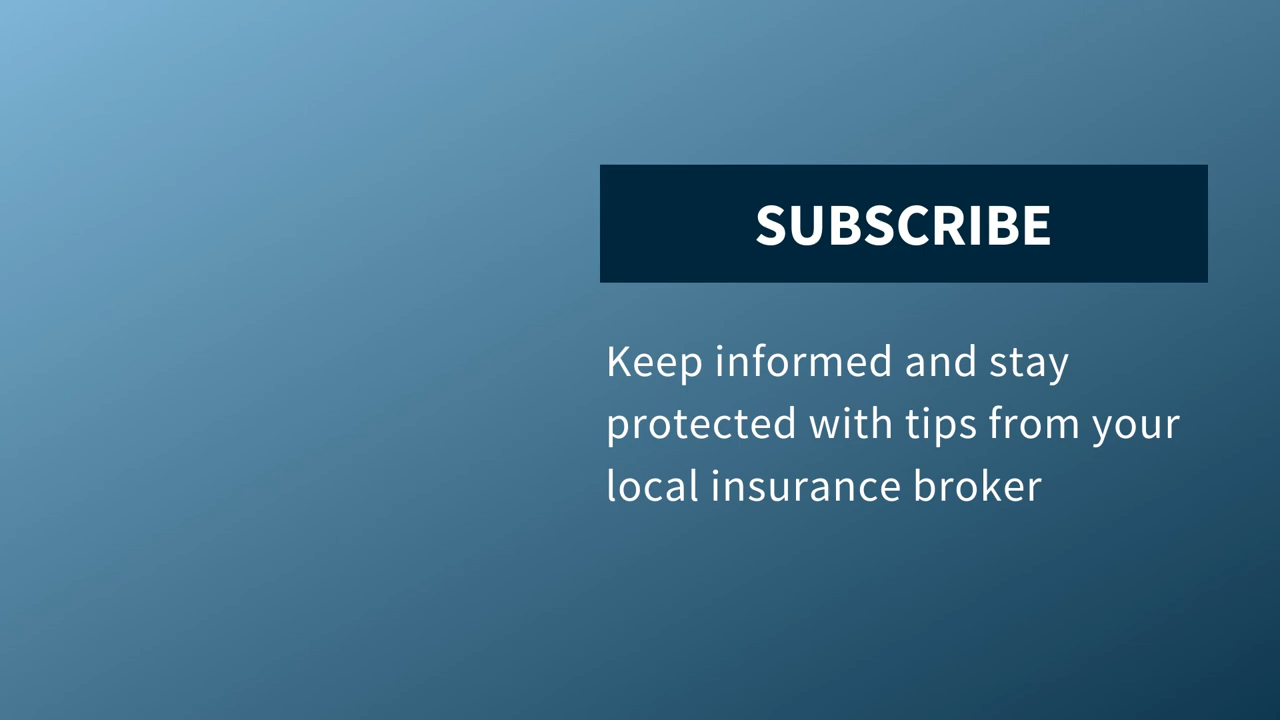 SUBSCRIBE
Keep informed and stay
protected with tips from your
local insurance broker